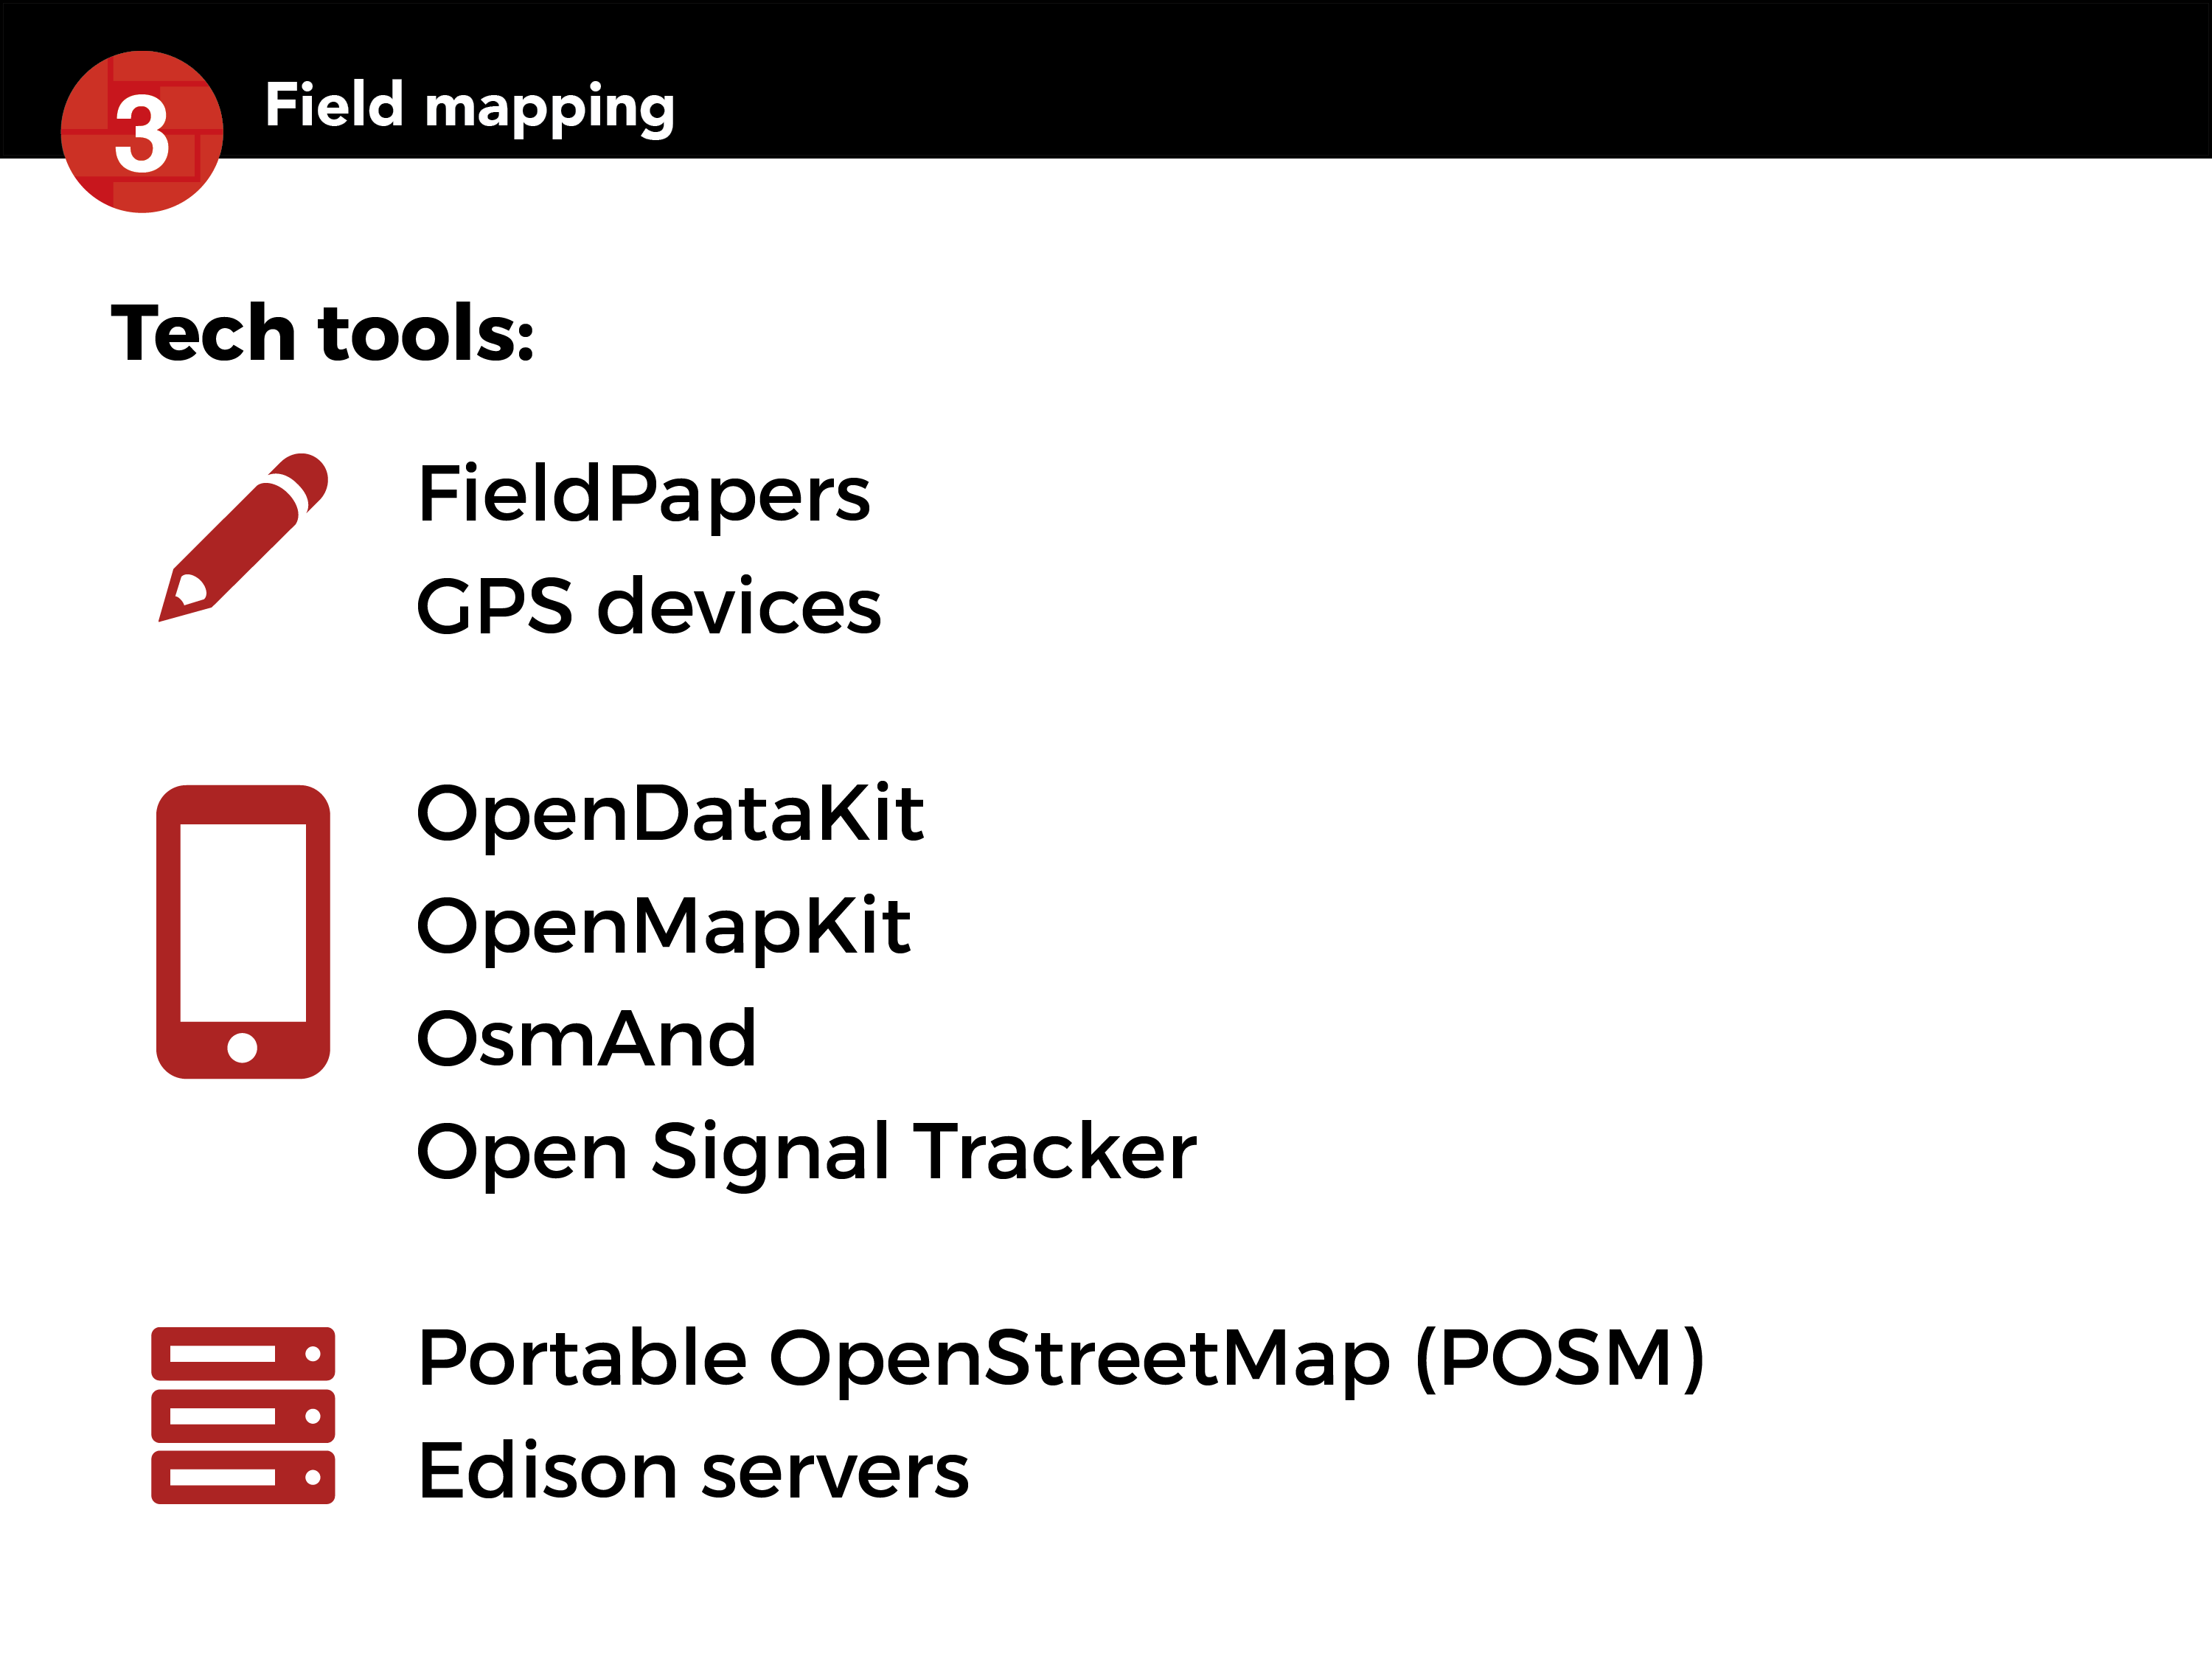 3
Field mapping
Tech tools:
FieldPapers
GPS devices
OpenDataKit
OpenMapKit
OsmAnd
Open Signal Tracker
Portable OpenStreetMap (POSM)
Edison servers